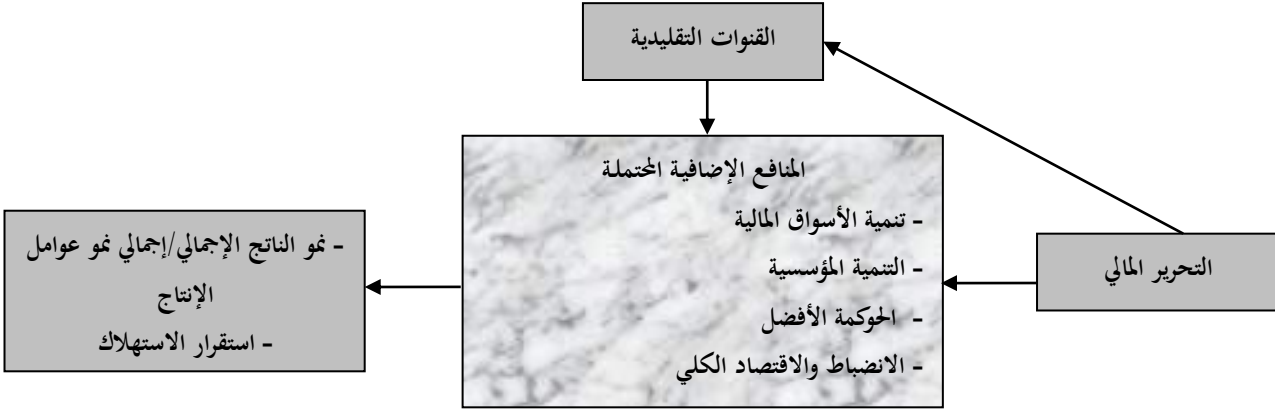 القنوات التقليدية
المنافع الإضافية المحتملة
- تنمية الأسواق المالية
- التنمية المؤسسية
- الحوكمة الأفضل
- الانضباط والاقتصاد الكلي
التحرير المالي
- نمو الناتج الإجمالي/إجمالي نمو عوامل
الإنتاج
- استقرار الاستهلاك